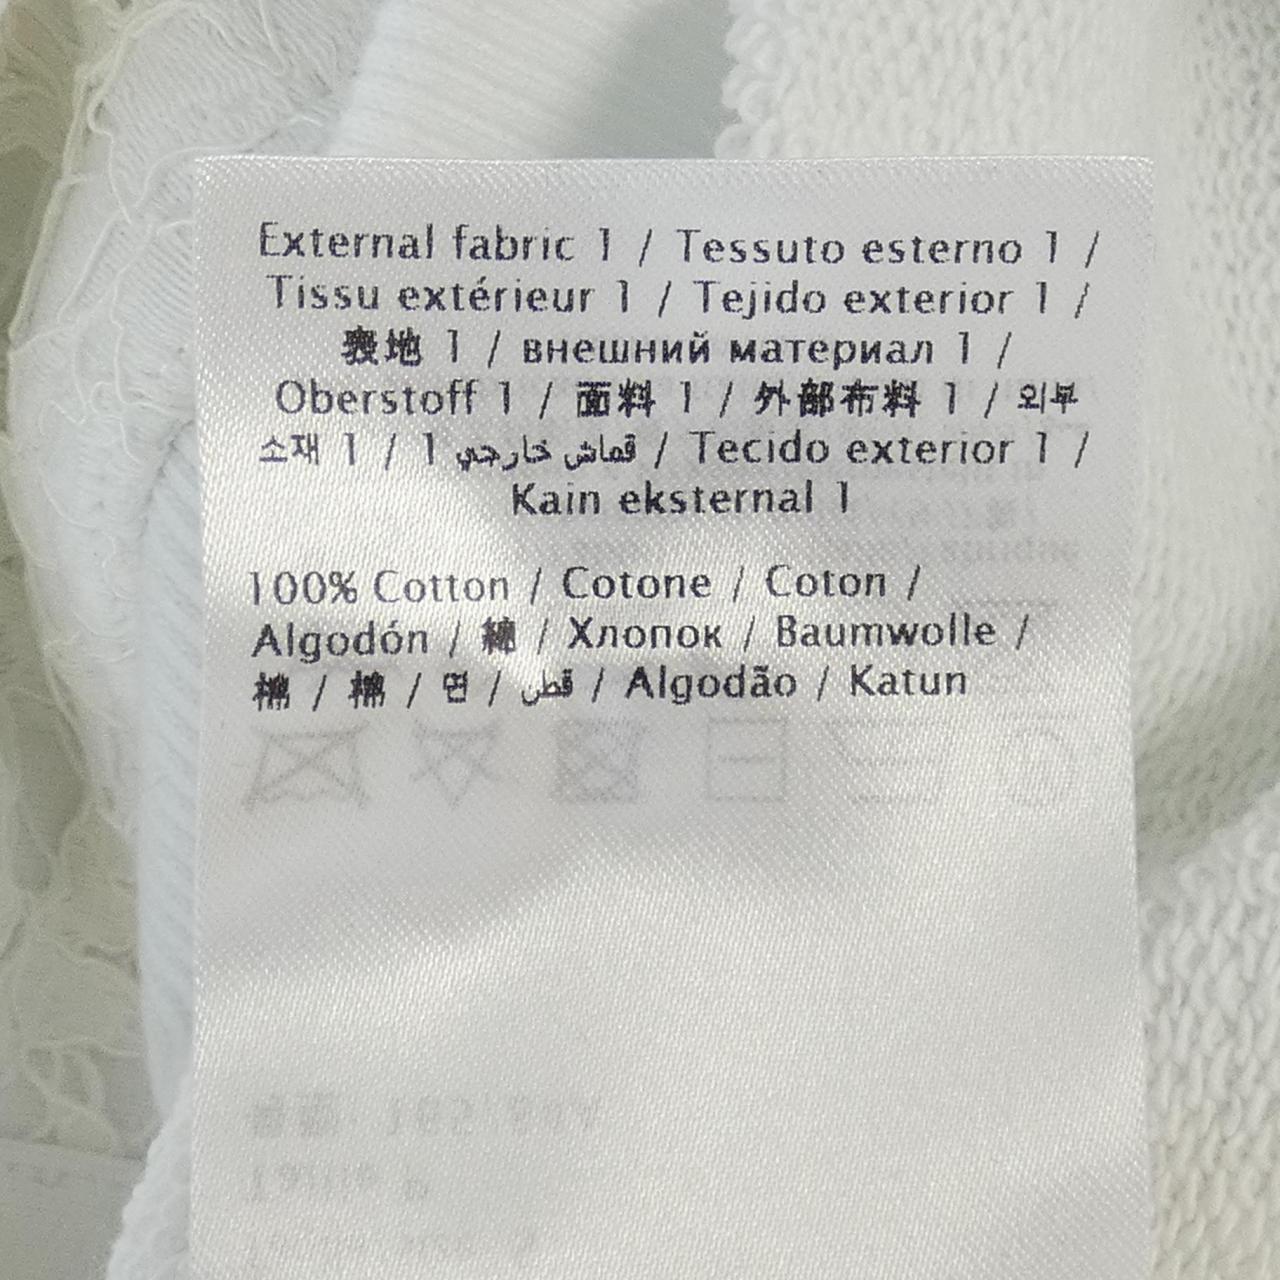 External fabric 1 / Tessuto esterno 1 /
Tissu extérieur 1 / Tejido exterior 1 /
表地 1 / внешний материал 1 /
Oberstoff 1 / 面料 1 / 外部布料 1 / 외부
소재 1 / 1 قماش خارجي / Tecido exterior 1 /
Kain eksternal 1
100% Cotton / Cotone / Coton /
Algodón / 綿 / Хлопок / Baumwolle /
棉 / 棉 / 면 / قطن / Algodão / Katun